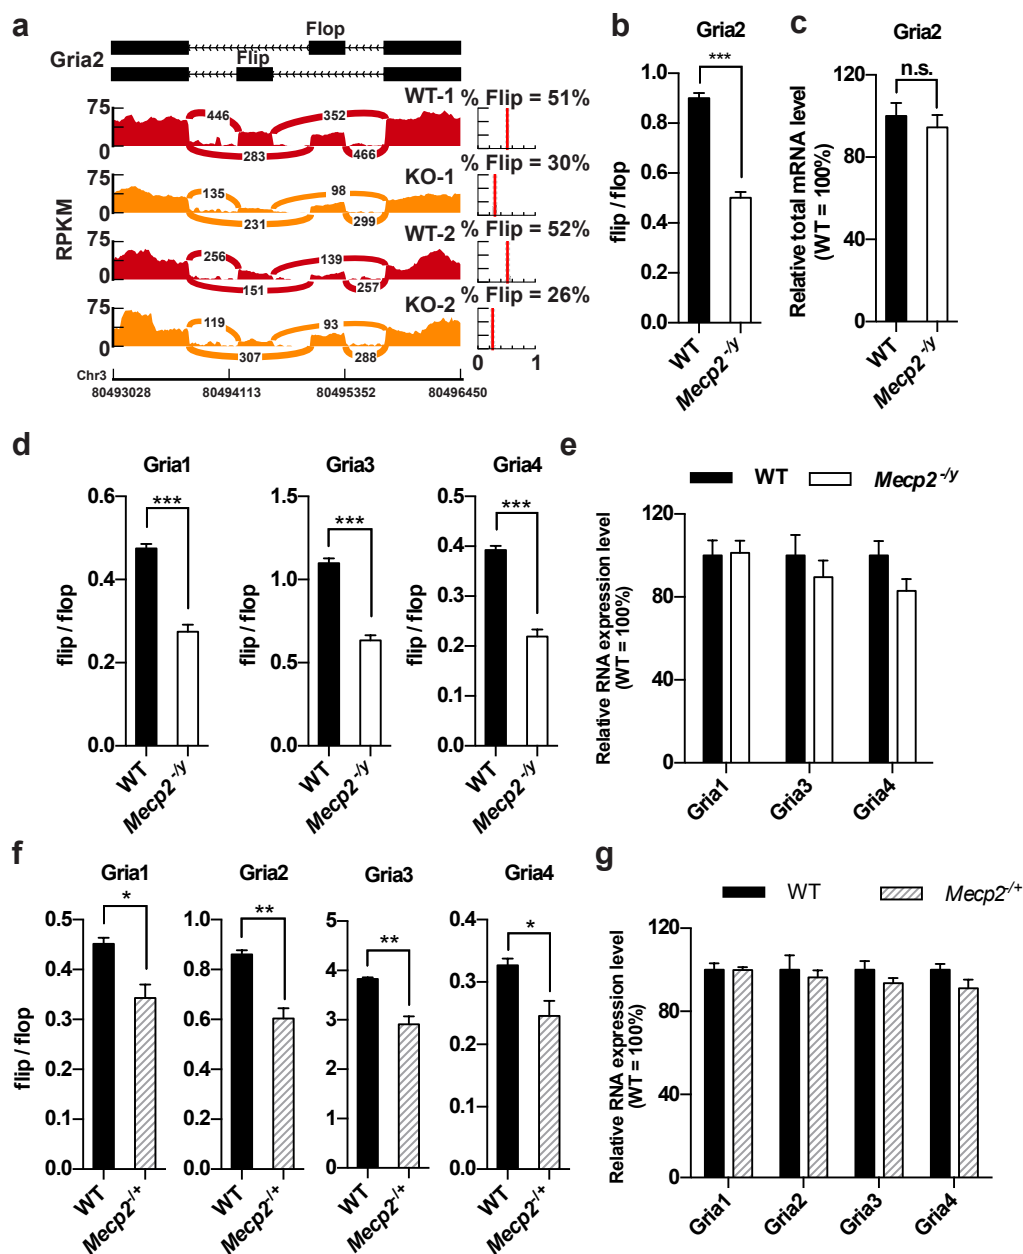 a
Flop
Gria2
Flip
WT-1 % Flip = 51%
75
446
352
0
283
466
KO-1 % Flip = 30%
75
135
98
0
231
299
WT-2 % Flip = 52%
75
256
139
0
151
257
KO-2 % Flip = 26%
75
119
93
0
307
288
RPKM
0 1
Chr3
80493028 80494113 80495352 80496450
b
Gria2
***
1.0
0.8
0.6
0.4
0.2
0.0
flip / flop
WT
Mecp2-/y
c
Gria2
n.s.
120
80
40
0
Relative total mRNA level
(WT = 100%)
WT
Mecp2-/y
d
Gria1
***
0.6
0.4
0.2
0.0
flip / flop
WT
Mecp2-/y
Gria3
***
1.5
1.0
0.5
0.0
flip / flop
WT
Mecp2-/y
Gria4
***
0.5
0.4
0.3
0.2
0.1
0.0
flip / flop
WT
Mecp2-/y
e
WT Mecp2-/y
120
80
40
0
Relative RNA expression level
(WT = 100%)
Gria1 Gria3 Gria4
f
Gria1
*
0.5
0.4
0.3
0.2
0.1
0.0
flip / flop
WT
Mecp2-/+
Gria2
**
1.0
0.8
0.6
0.4
0.2
0.0
WT
Mecp2-/+
Gria3
**
5
4
3
2
1
0
WT
Mecp2-/+
Gria4
*
0.4
0.3
0.2
0.1
0.0
WT
Mecp2-/+
g
WT Mecp2-/+
120
80
40
0
Relative RNA expression level
(WT = 100%)
Gria1 Gria2 Gria3 Gria4